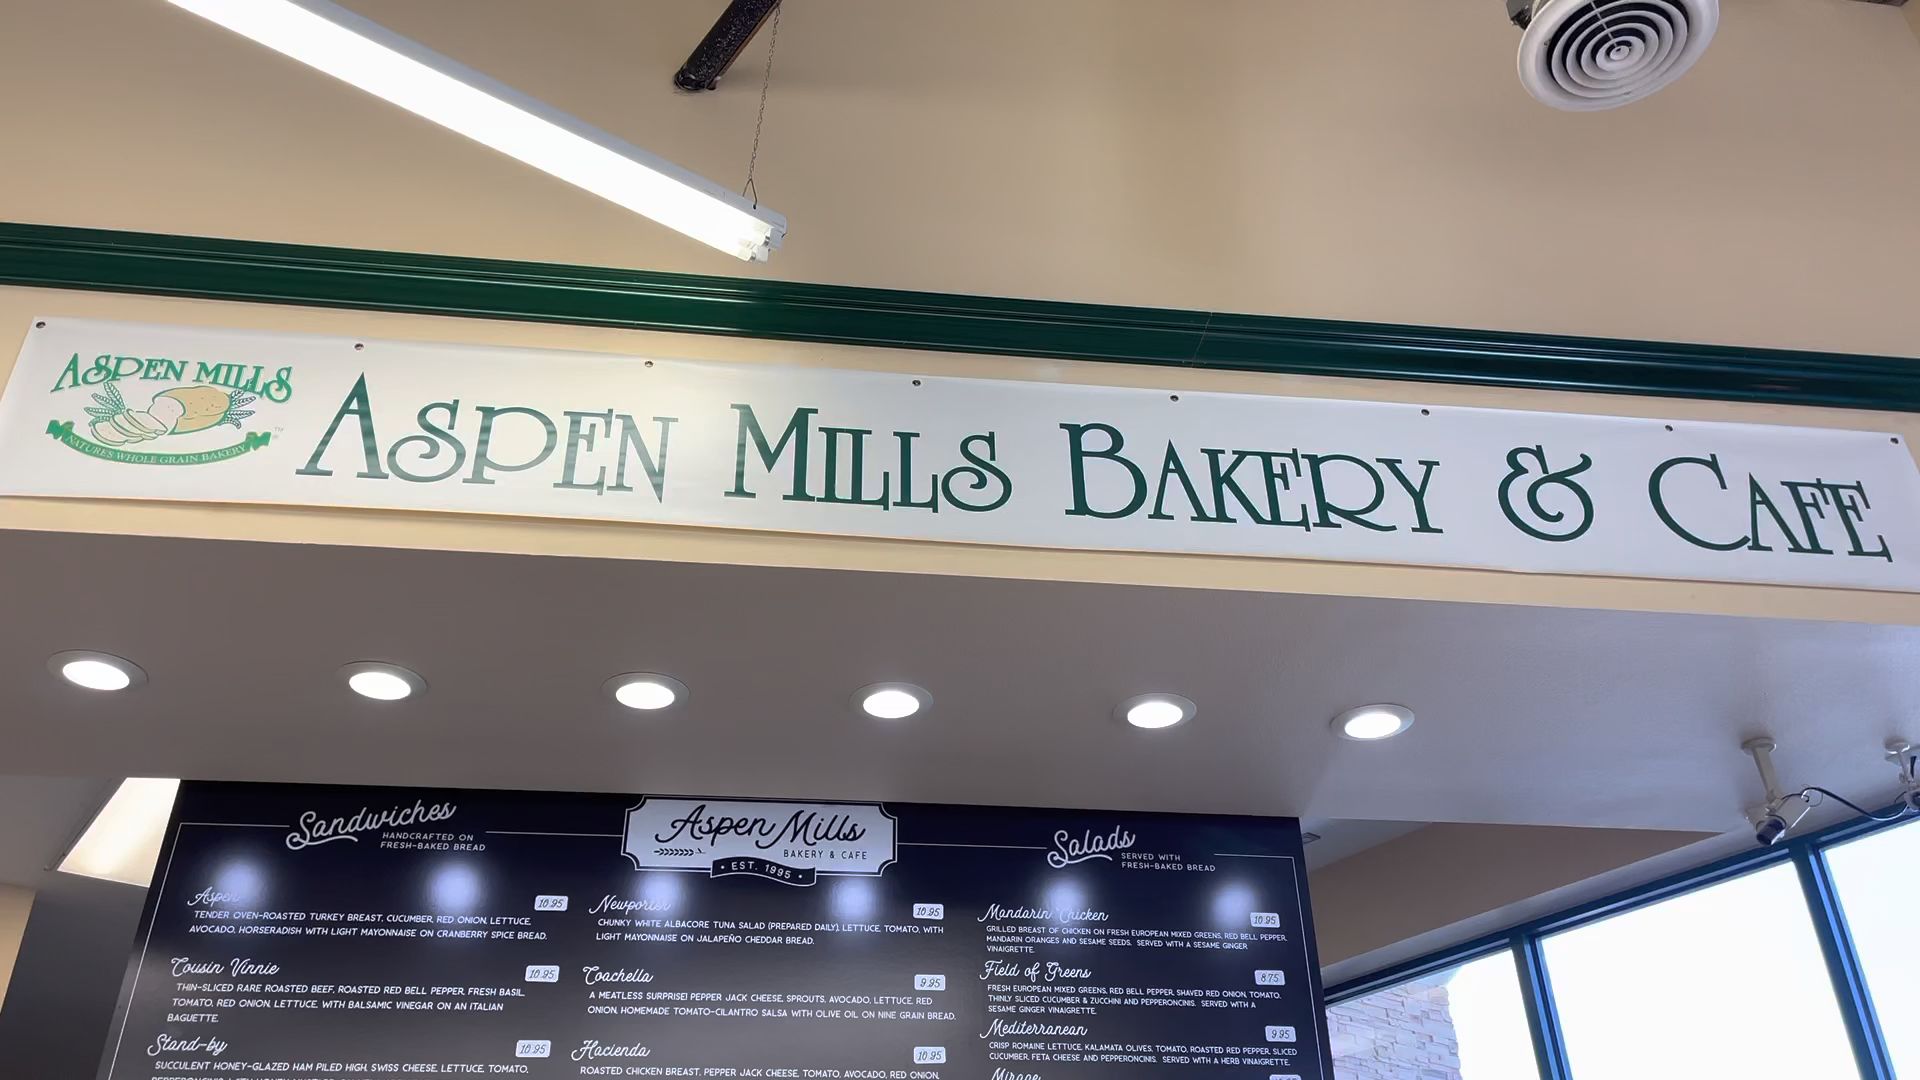 ASPEN MILLS
NATURE'S WHOLE GRAIN BAKERY
TM
ASPEN MILLS BAKERY & CAFE
Sandwiches
HANDCRAFTED ON
FRESH-BAKED BREAD
Aspen
10.95
TENDER OVEN-ROASTED TURKEY BREAST, CUCUMBER, RED ONION, LETTUCE,
AVOCADO, HORSERADISH WITH LIGHT MAYONNAISE ON CRANBERRY SPICE BREAD.
Cousin Vinnie
10.95
THIN-SLICED RARE ROASTED BEEF, ROASTED RED BELL PEPPER, FRESH BASIL,
TOMATO, RED ONION, LETTUCE, WITH BALSAMIC VINEGAR ON AN ITALIAN
BAGUETTE.
Stand-by
10.95
SUCCULENT HONEY-GLAZED HAM PILED HIGH, SWISS CHEESE, LETTUCE, TOMATO,
Aspen Mills
BAKERY & CAFE
• EST. 1995 •
Newporter
10.95
CHUNKY WHITE ALBACORE TUNA SALAD (PREPARED DAILY), LETTUCE, TOMATO, WITH
LIGHT MAYONNAISE ON JALAPEÑO CHEDDAR BREAD.
Coachella
9.95
A MEATLESS SURPRISE! PEPPER JACK CHEESE, SPROUTS, AVOCADO, LETTUCE, RED
ONION, HOMEMADE TOMATO-CILANTRO SALSA WITH OLIVE OIL ON NINE GRAIN BREAD.
Hacienda
10.95
ROASTED CHICKEN BREAST, PEPPER JACK CHEESE, TOMATO, AVOCADO, RED ONION,
Salads
SERVED WITH
FRESH-BAKED BREAD
Mandarin Chicken
10.95
GRILLED BREAST OF CHICKEN ON FRESH EUROPEAN MIXED GREENS, RED BELL PEPPER,
MANDARIN ORANGES AND SESAME SEEDS. SERVED WITH A SESAME GINGER
VINAIGRETTE.
Field of Greens
8.75
FRESH EUROPEAN MIXED GREENS, RED BELL PEPPER, SHAVED RED ONION, TOMATO,
THINLY SLICED CUCUMBER & ZUCCHINI AND PEPPERONCINIS. SERVED WITH A
SESAME GINGER VINAIGRETTE.
Mediterranean
9.95
CRISP ROMAINE LETTUCE, KALAMATA OLIVES, TOMATO, ROASTED RED PEPPER, SLICED
CUCUMBER, FETA CHEESE AND PEPPERONCINIS. SERVED WITH A HERB VINAIGRETTE.
Mirage